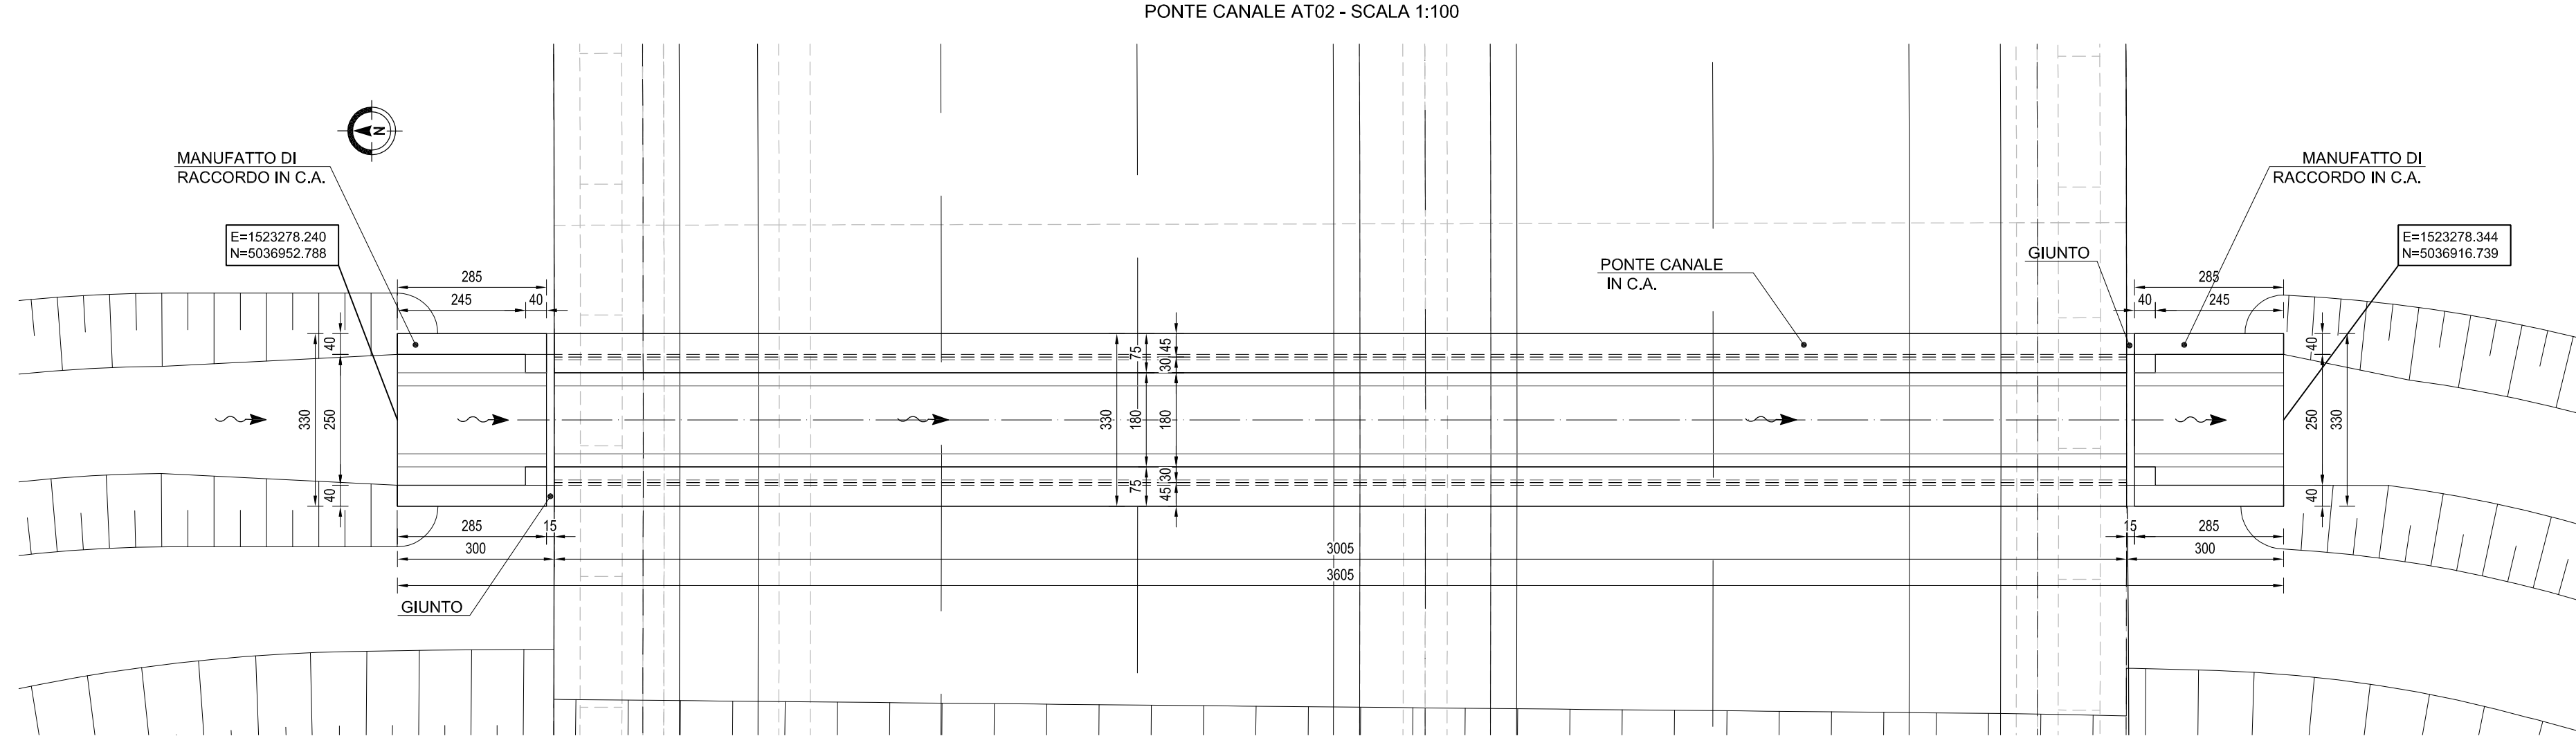 PONTE CANALE AT02 - SCALA 1:100
N
MANUFATTO DI
RACCORDO IN C.A.
MANUFATTO DI
RACCORDO IN C.A.
E=1523278.240
N=5036952.788
E=1523278.344
N=5036916.739
GIUNTO
PONTE CANALE
IN C.A.
285
245
40
285
40
245
40
330
250
40
330
75
180
75
45
30
180
30
45
40
250
330
40
285
15
300
3005
3605
15
285
300
GIUNTO